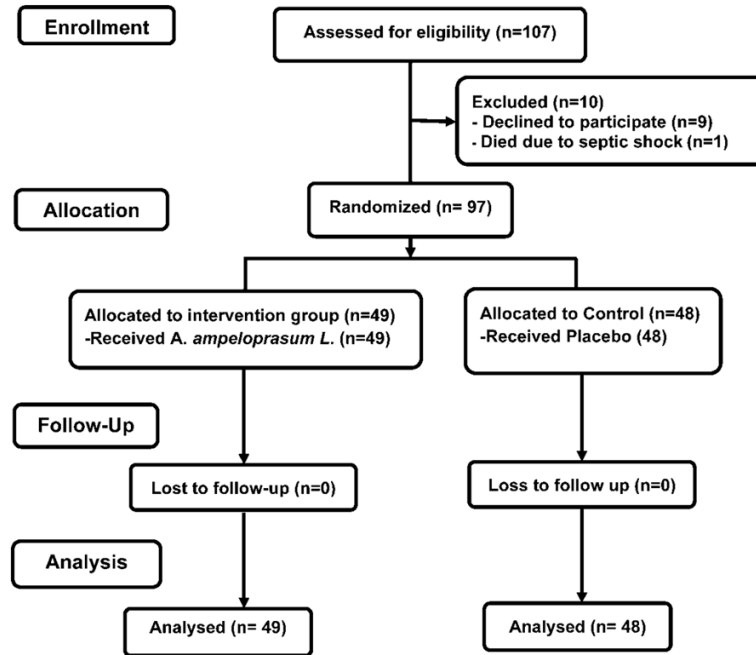 Enrollment
Assessed for eligibility (n=107)
Excluded (n=10)
- Declined to participate (n=9)
- Died due to septic shock (n=1)
Allocation
Randomized (n= 97)
Allocated to intervention group (n=49)
-Received A. ampeloprasum L. (n=49)
Allocated to Control (n=48)
-Received Placebo (48)
Follow-Up
Lost to follow-up (n=0)
Loss to follow up (n=0)
Analysis
Analysed (n= 49)
Analysed (n= 48)